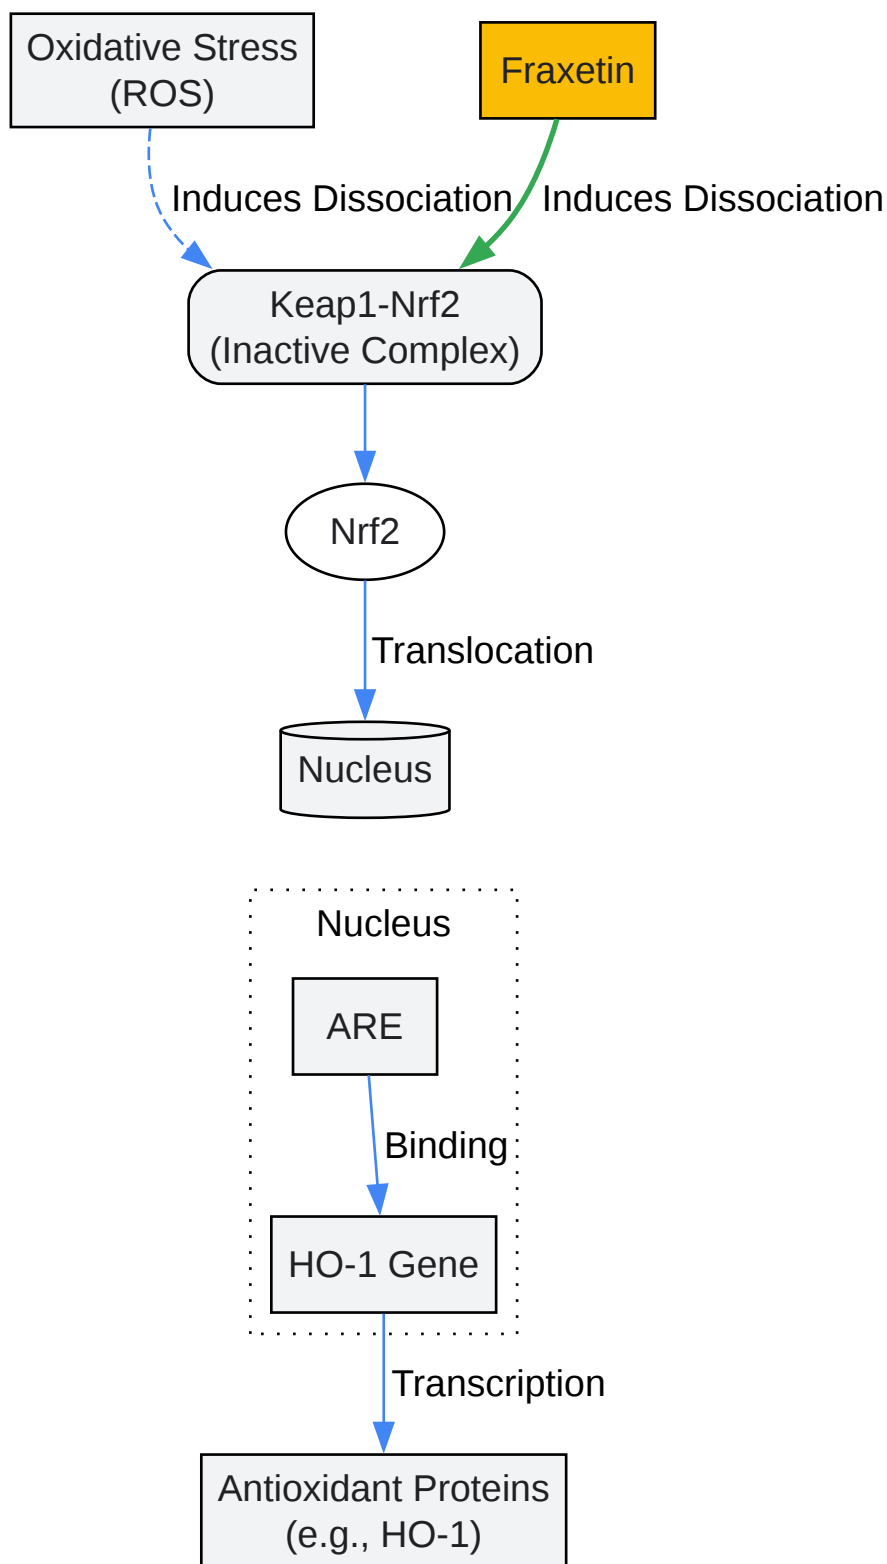 Oxidative Stress
(ROS)
Fraxetin
Induces Dissociation
Induces Dissociation
Keap1-Nrf2
(Inactive Complex)
Nrf2
Translocation
Nucleus
Nucleus
ARE
Binding
HO-1 Gene
Transcription
Antioxidant Proteins
(e.g., HO-1)